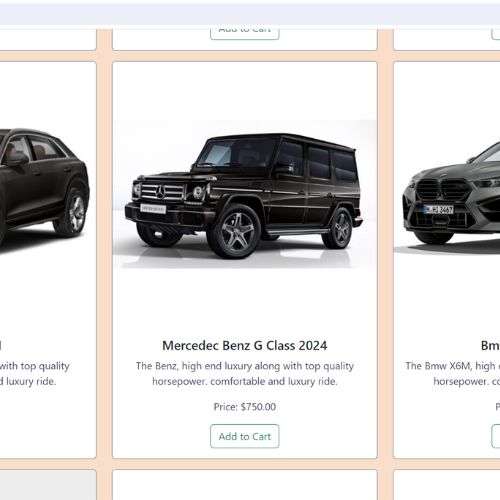 Add to Cart
Mercedec Benz G Class 2024
Bm
with top quality
The Benz, high end luxury along with top quality
The Bmw X6M, high
d luxury ride.
horsepower. comfortable and luxury ride.
horsepower. co
Price: $750.00
P
Add to Cart